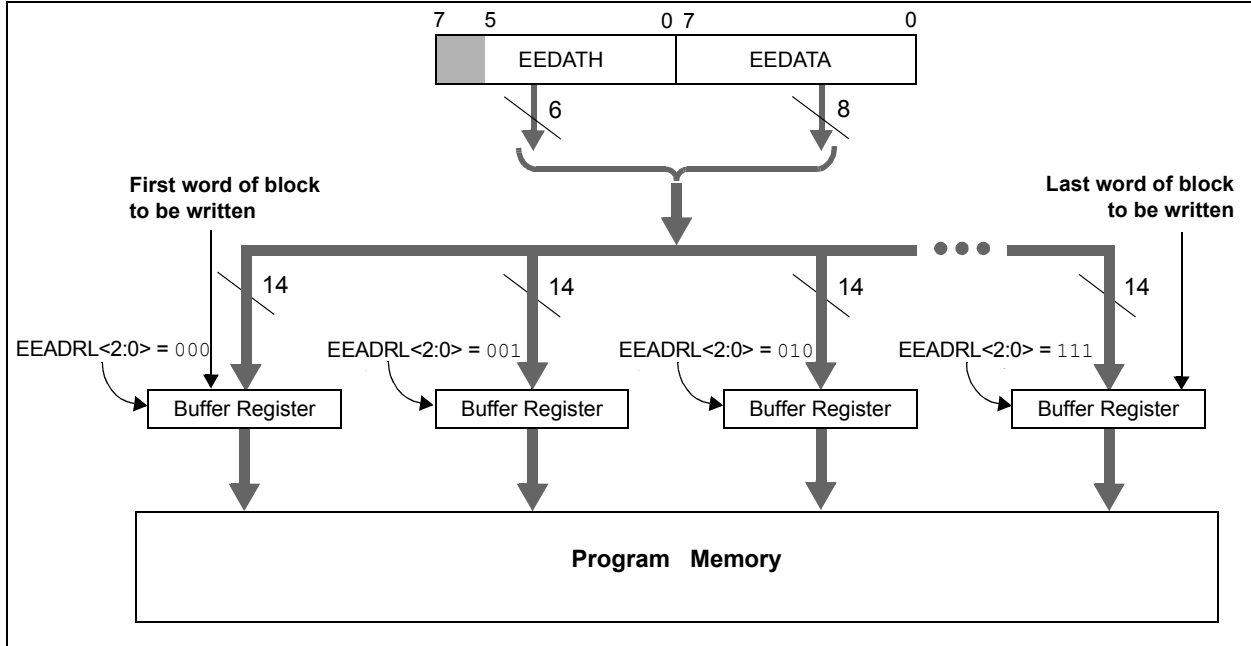 7 5 0 7 0
EEDATH EEDATA
6 8
First word of block
to be written
Last word of block
to be written
14 14 14 14
EEADRL<2:0> = 000 EEADRL<2:0> = 001 EEADRL<2:0> = 010 EEADRL<2:0> = 111
Buffer Register Buffer Register Buffer Register Buffer Register
Program Memory